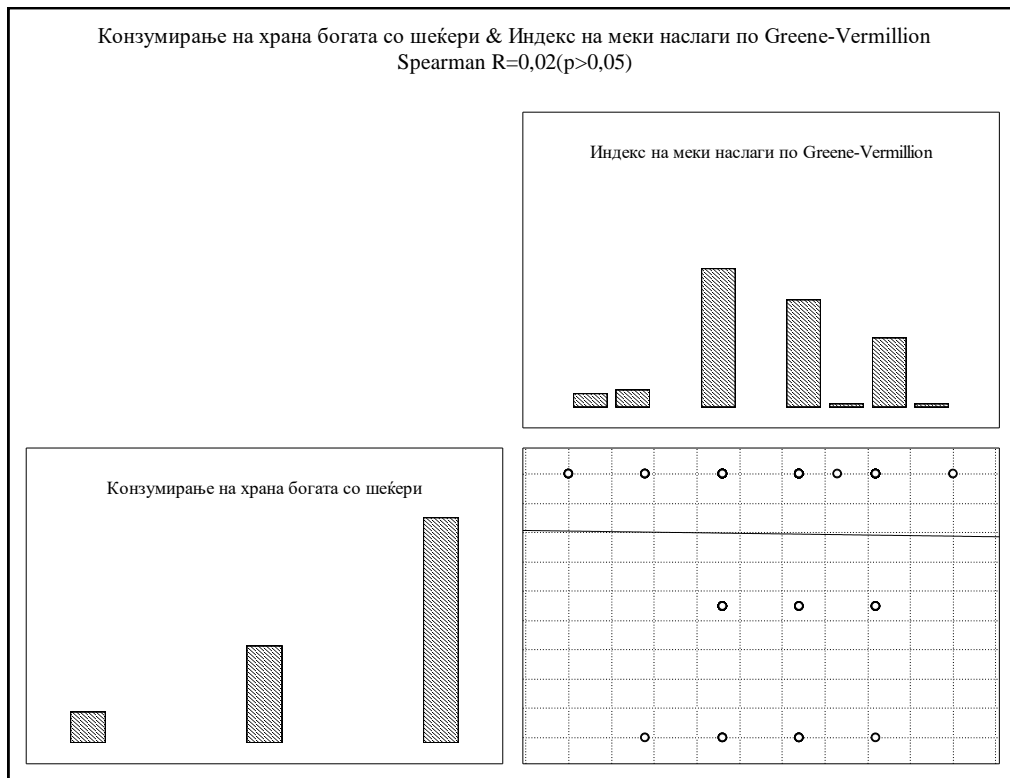 Конзумирање на храна богата со шеќери & Индекс на меки наслаги по Greene-Vermillion
Spearman R=0,02(p>0,05)
Индекс на меки наслаги по Greene-Vermillion
Конзумирање на храна богата со шеќери